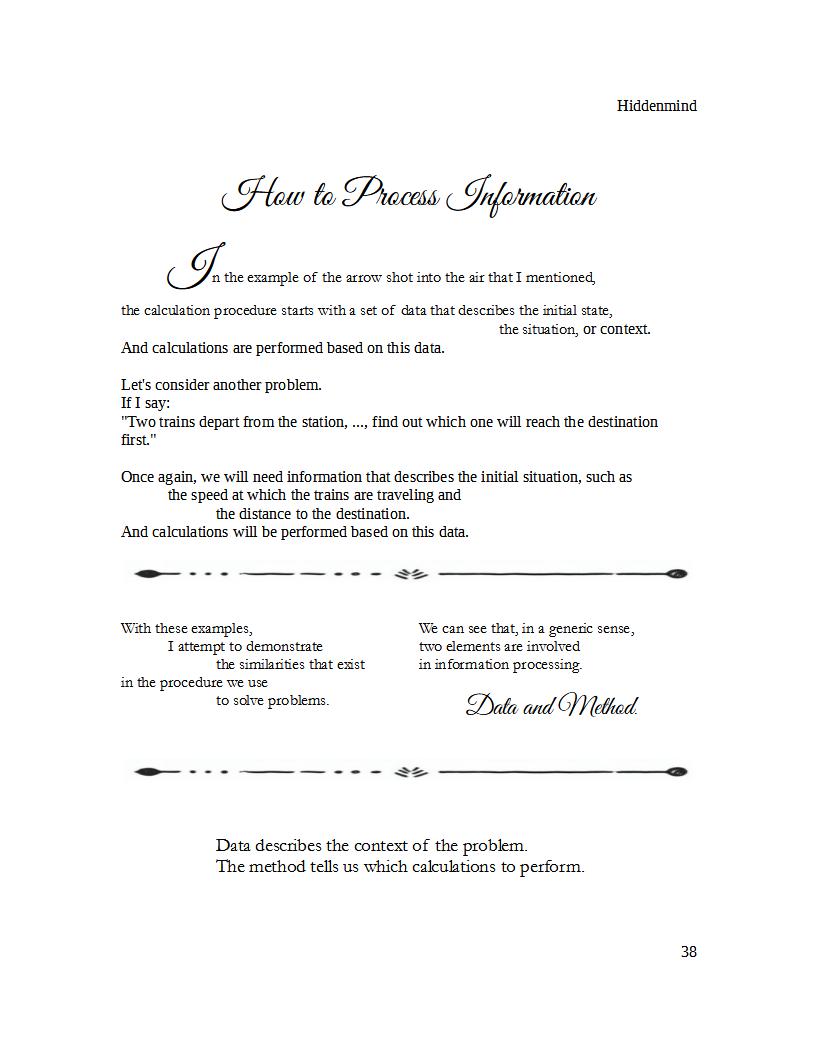 Hiddenmind
How to Process Information
In the example of the arrow shot into the air that I mentioned,
the calculation procedure starts with a set of data that describes the initial state,
the situation, or context.
And calculations are performed based on this data.
Let's consider another problem.
If I say:
"Two trains depart from the station, ..., find out which one will reach the destination
first."
Once again, we will need information that describes the initial situation, such as
the speed at which the trains are traveling and
the distance to the destination.
And calculations will be performed based on this data.
With these examples,
I attempt to demonstrate
the similarities that exist
in the procedure we use
to solve problems.
We can see that, in a generic sense,
two elements are involved
in information processing.
Data and Method.
Data describes the context of the problem.
The method tells us which calculations to perform.
38